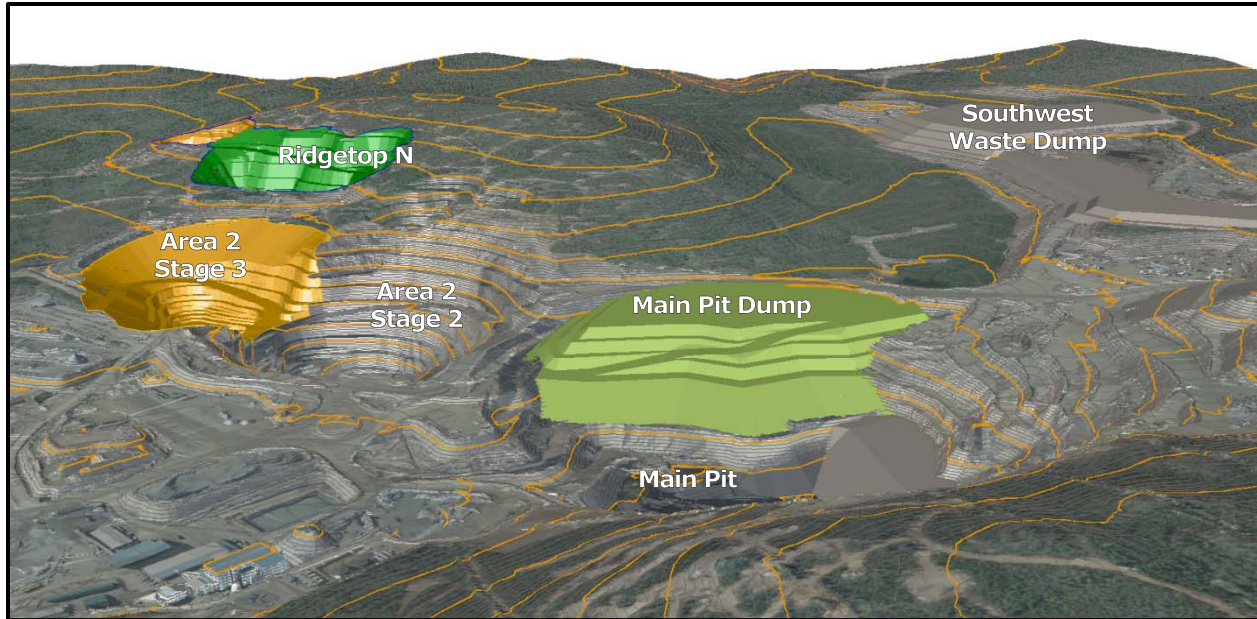 Southwest
Waste Dump
Ridgetop N
Area 2
Stage 3
Area 2
Stage 2
Main Pit Dump
Main Pit